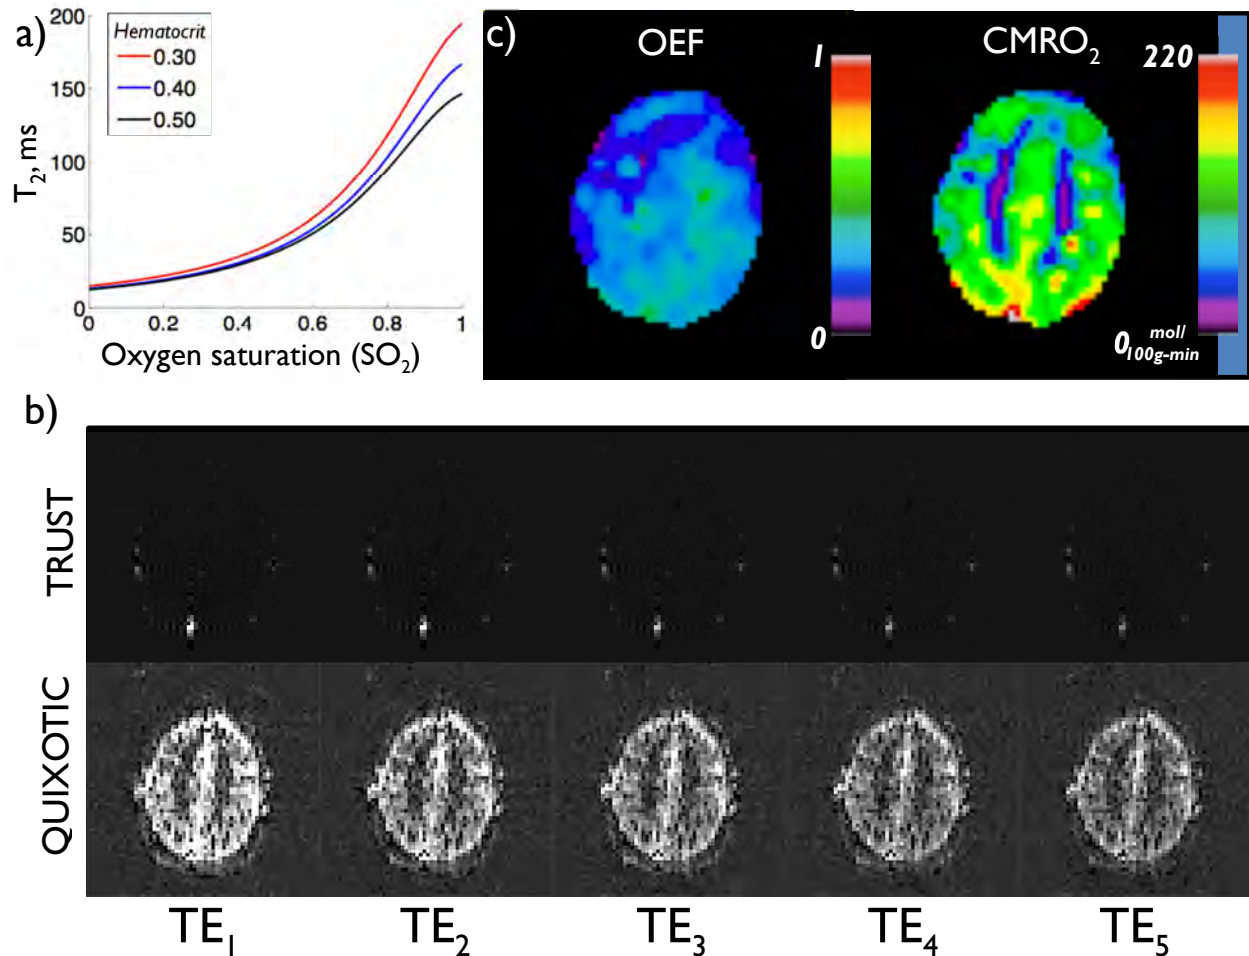 a)
200
150
100
50
0
T₂, ms
Hematocrit
0.30
0.40
0.50
0 0.2 0.4 0.6 0.8 1
Oxygen saturation (SO₂)
c)
OEF
1
0
CMRO₂
220
0 mol/
100g-min
b)
TRUST
QUIXOTIC
TE₁ TE₂ TE₃ TE₄ TE₅